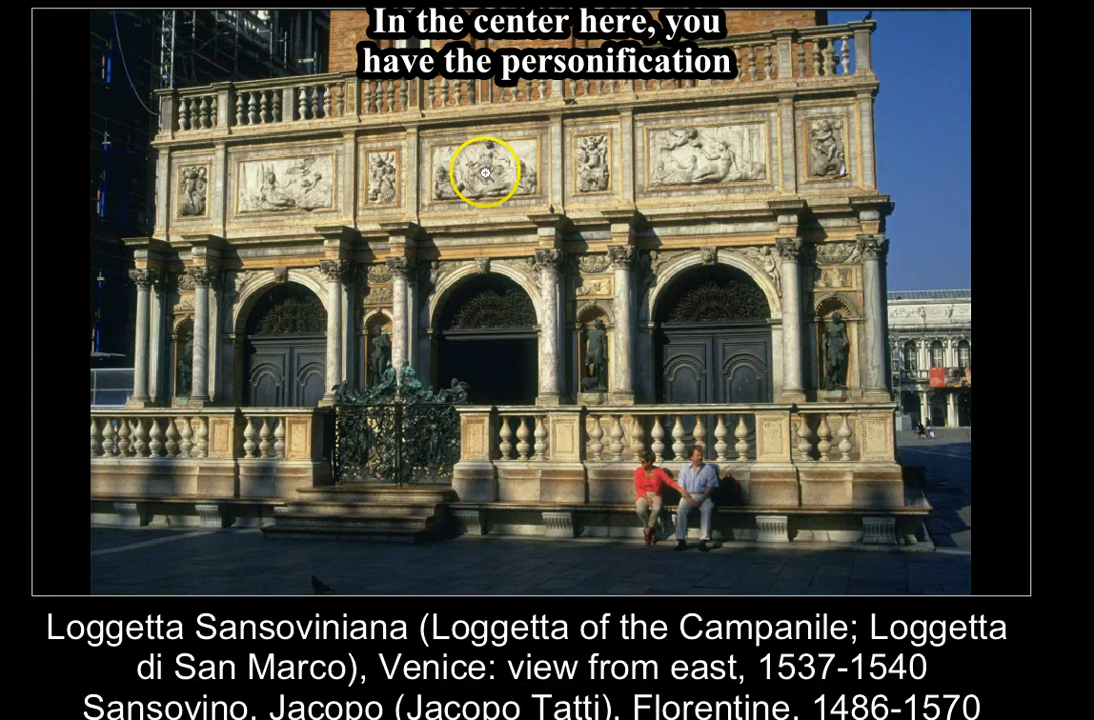 In the center here, you
have the personification
Loggetta Sansoviniana (Loggetta of the Campanile; Loggetta
di San Marco), Venice: view from east, 1537-1540
Sansovino, Jacopo (Jacopo Tatti), Florentine, 1486-1570